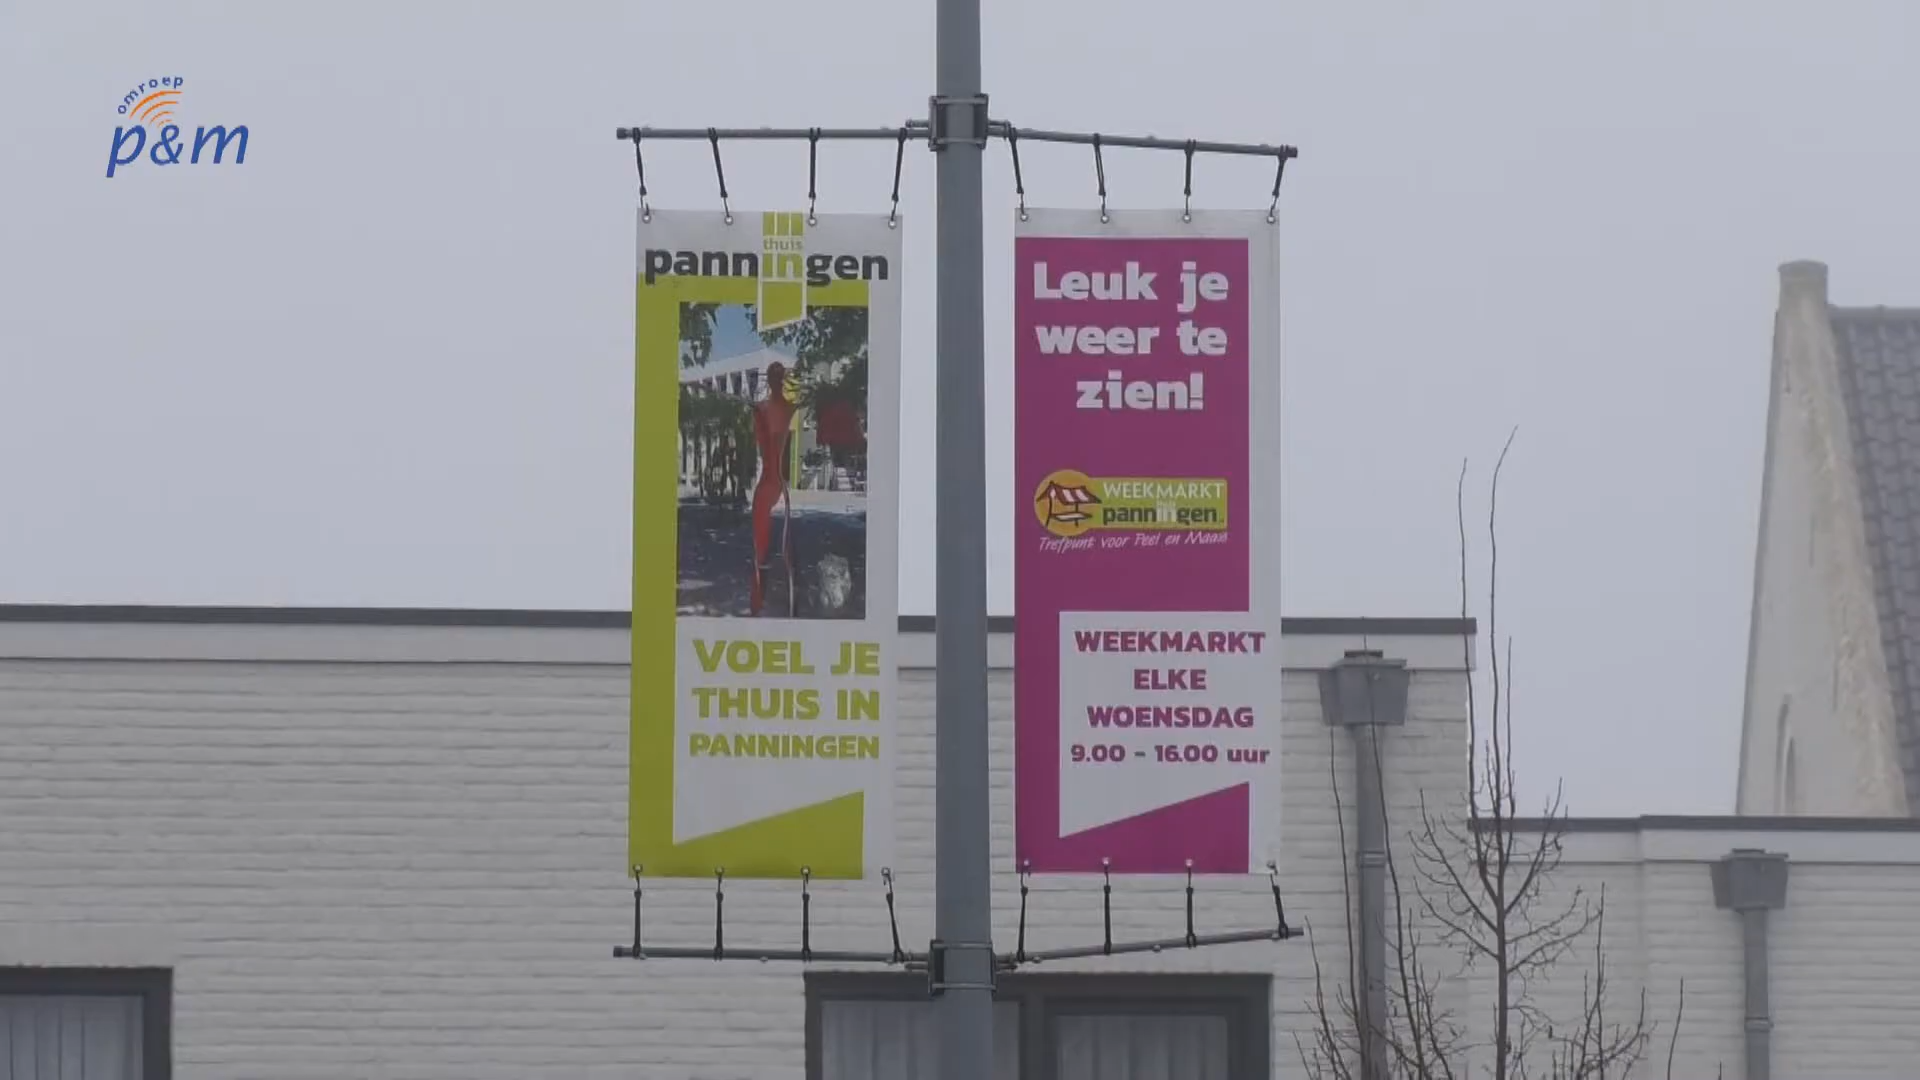 omroep
p&m
thuis
panningen
VOEL JE
THUIS IN
PANNINGEN
Leuk je
weer te
zien!
WEEKMARKT
thuis
panningen
Trefpunt voor Peel en Maas
WEEKMARKT
ELKE
WOENSDAG
9.00 - 16.00 uur